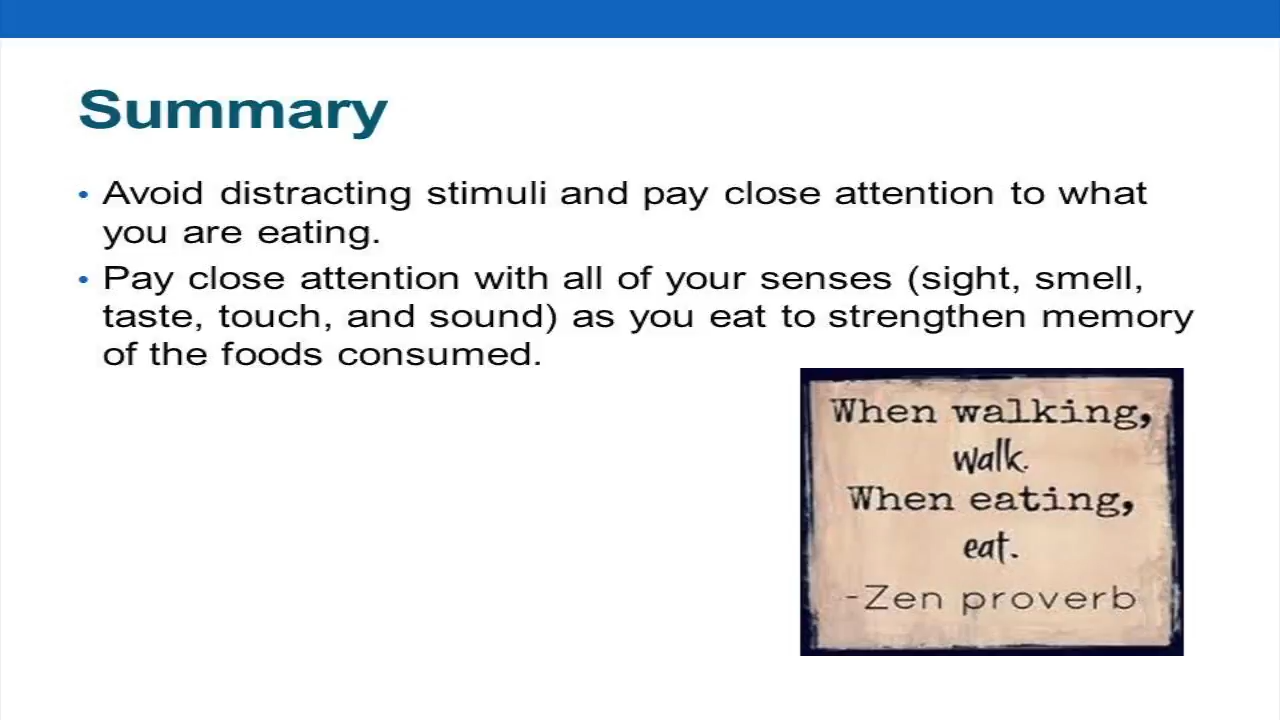 Summary
• Avoid distracting stimuli and pay close attention to what
you are eating.
• Pay close attention with all of your senses (sight, smell,
taste, touch, and sound) as you eat to strengthen memory
of the foods consumed.
When walking,
walk.
When eating,
eat.
-Zen proverb